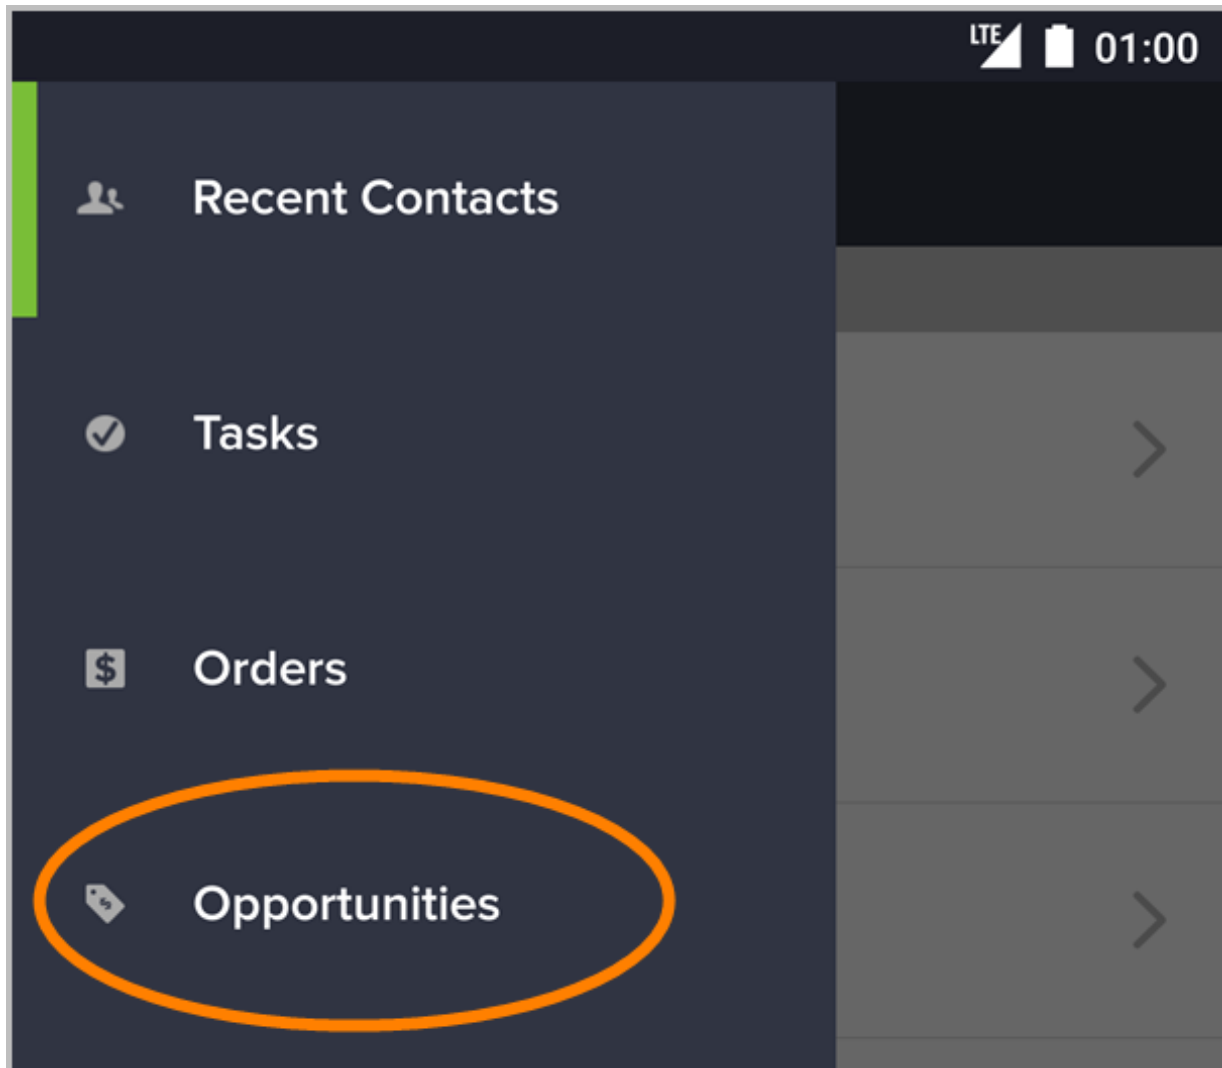 LTE 01:00
Recent Contacts
Tasks
$ Orders
Opportunities